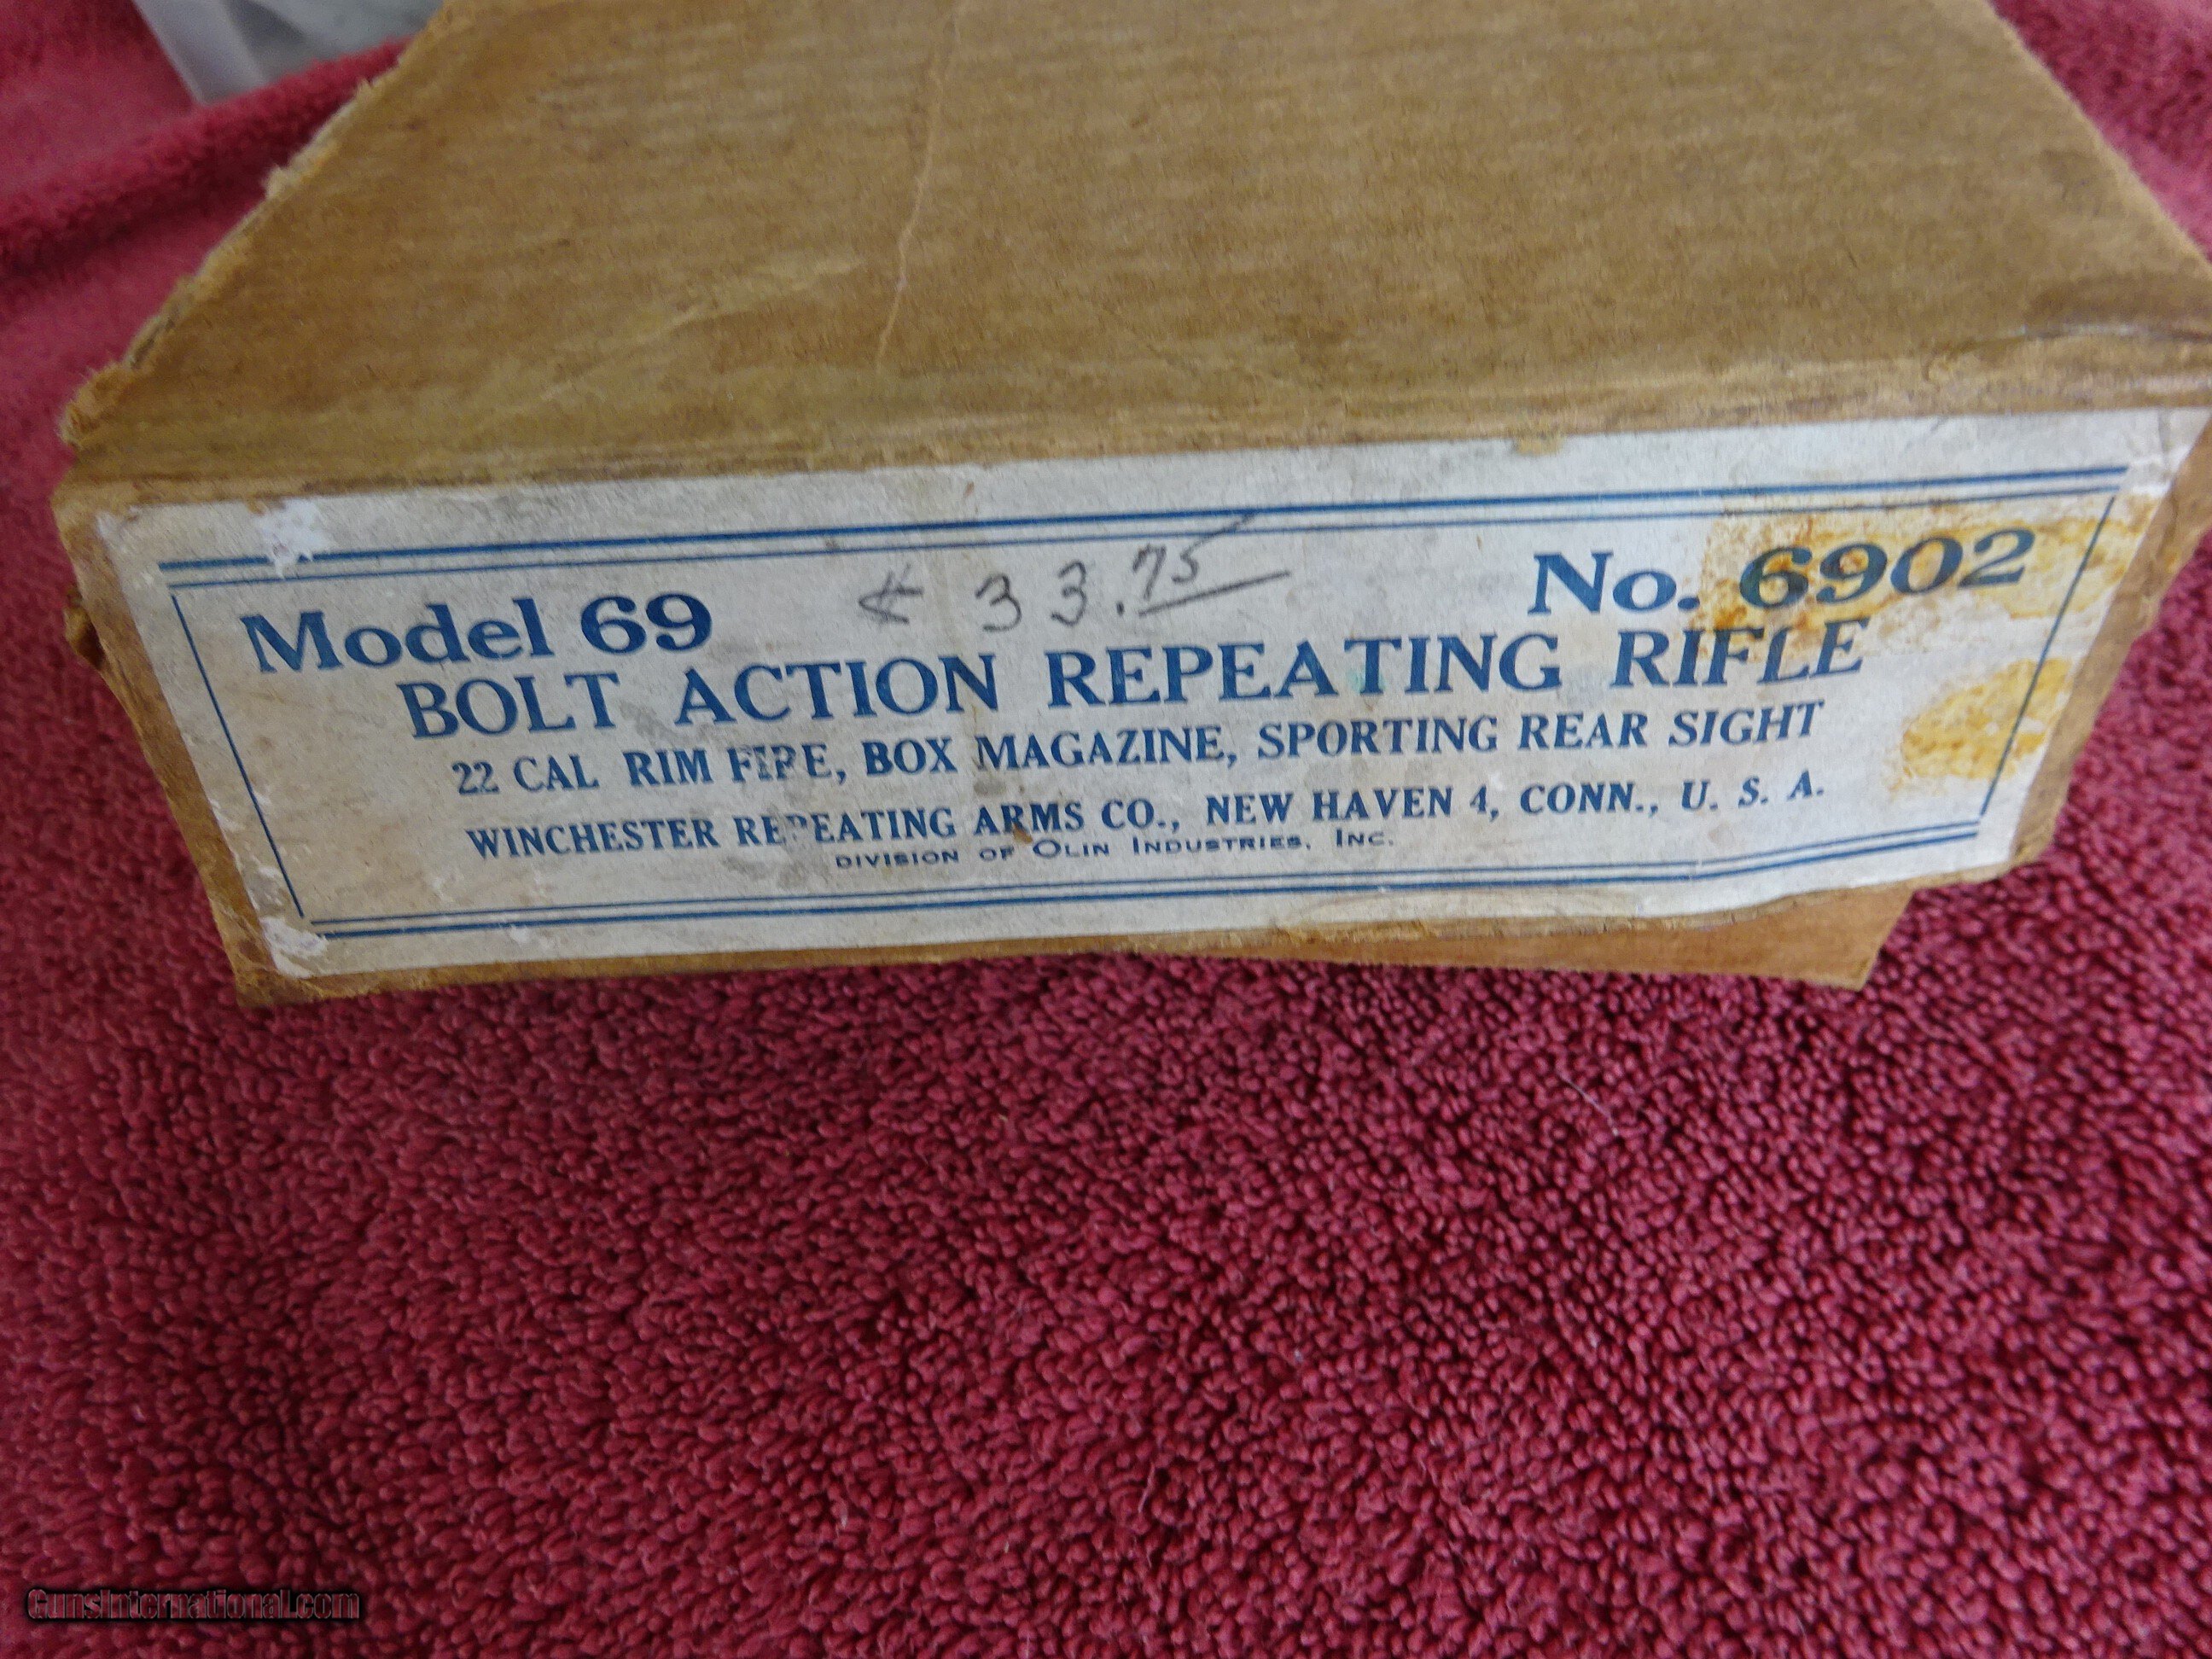 Model 69 $ 33.75 No. 6902
BOLT ACTION REPEATING RIFLE
22 CAL RIM FIRE, BOX MAGAZINE, SPORTING REAR SIGHT
WINCHESTER REPEATING ARMS CO., NEW HAVEN 4, CONN., U. S. A.
DIVISION OF OLIN INDUSTRIES, INC.
GunsInternational.com